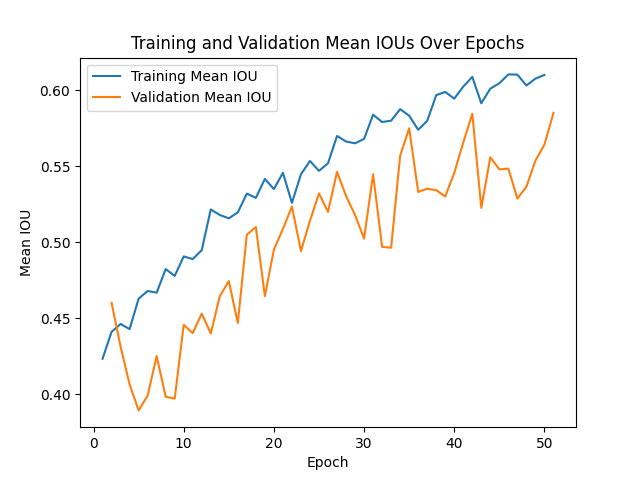 Training and Validation Mean IOUs Over Epochs
Training Mean IOU
Validation Mean IOU
0.60
0.55
0.50
0.45
0.40
Mean IOU
0 10 20 30 40 50
Epoch